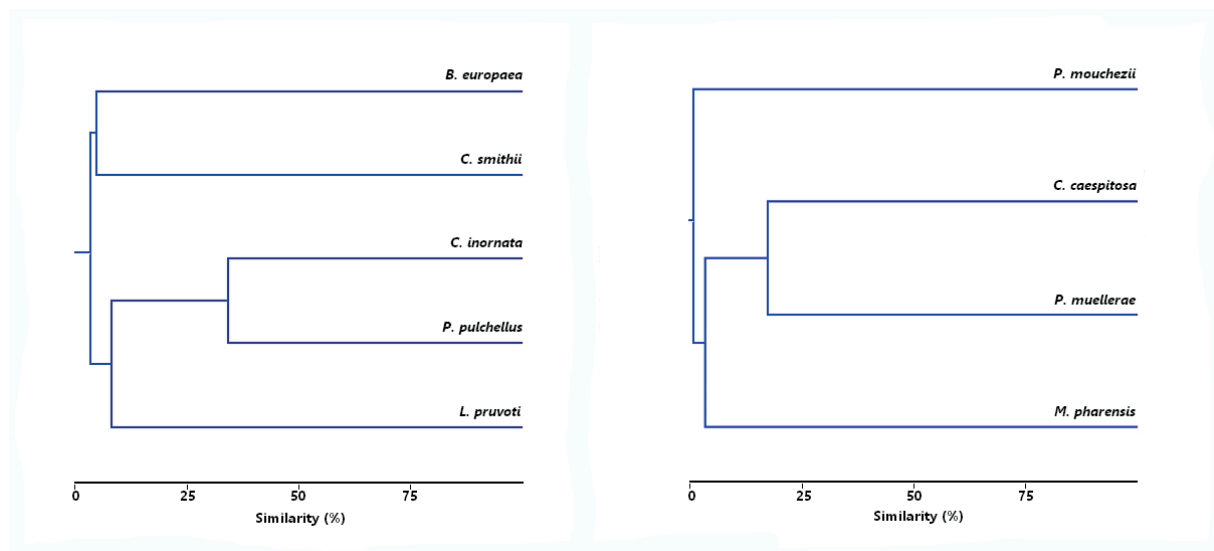 B. europaea
C. smithii
C. inornata
P. pulchellus
L. pruvoti
0 25 50 75
Similarity (%)
P. mouchezii
C. caespitosa
P. muellerae
M. pharensis
0 25 50 75
Similarity (%)